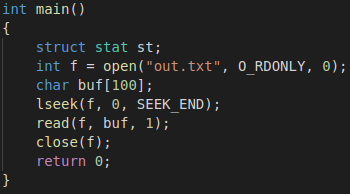 int main()
{
    struct stat st;
    int f = open("out.txt", O_RDONLY, 0);
    char buf[100];
    lseek(f, 0, SEEK_END);
    read(f, buf, 1);
    close(f);
    return 0;
}